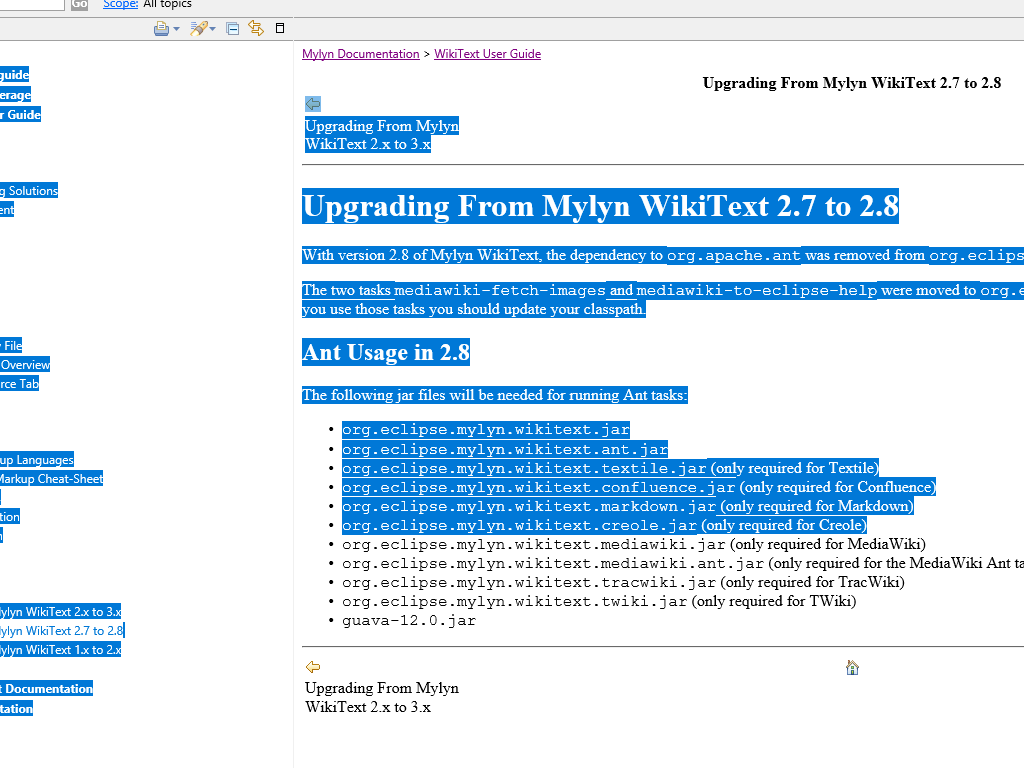 Go Scope: All topics
guide
erage
r Guide
g Solutions
ent
File
Overview
rce Tab
up Languages
Markup Cheat-Sheet
tion
Mylyn WikiText 2.x to 3.x
Mylyn WikiText 2.7 to 2.8
Mylyn WikiText 1.x to 2.x
t Documentation
tation
Mylyn Documentation > WikiText User Guide
Upgrading From Mylyn WikiText 2.7 to 2.8
Upgrading From Mylyn
WikiText 2.x to 3.x
Upgrading From Mylyn WikiText 2.7 to 2.8
With version 2.8 of Mylyn WikiText, the dependency to org.apache.ant was removed from org.eclips
The two tasks mediawiki-fetch-images and mediawiki-to-eclipse-help were moved to org.e
you use those tasks you should update your classpath.
Ant Usage in 2.8
The following jar files will be needed for running Ant tasks:
• org.eclipse.mylyn.wikitext.jar
• org.eclipse.mylyn.wikitext.ant.jar
• org.eclipse.mylyn.wikitext.textile.jar (only required for Textile)
• org.eclipse.mylyn.wikitext.confluence.jar (only required for Confluence)
• org.eclipse.mylyn.wikitext.markdown.jar (only required for Markdown)
• org.eclipse.mylyn.wikitext.creole.jar (only required for Creole)
• org.eclipse.mylyn.wikitext.mediawiki.jar (only required for MediaWiki)
• org.eclipse.mylyn.wikitext.mediawiki.ant.jar (only required for the MediaWiki Ant ta
• org.eclipse.mylyn.wikitext.tracwiki.jar (only required for TracWiki)
• org.eclipse.mylyn.wikitext.twiki.jar (only required for TWiki)
• guava-12.0.jar
Upgrading From Mylyn
WikiText 2.x to 3.x